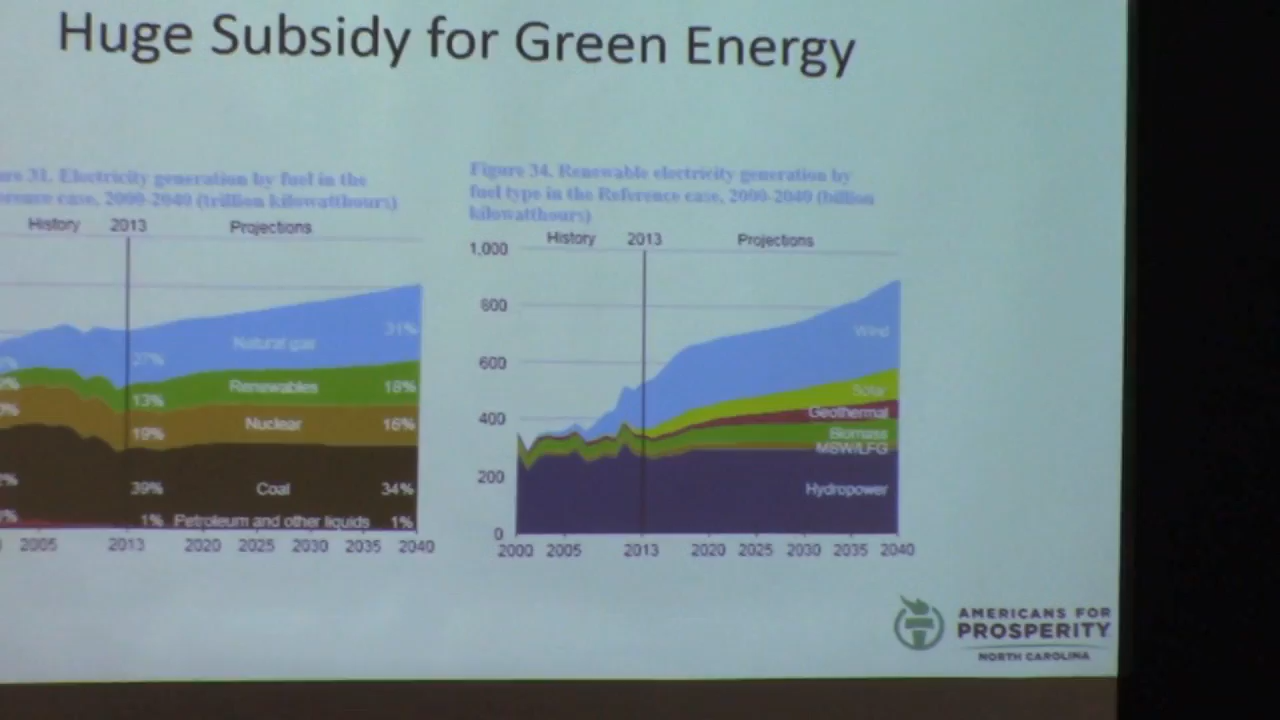 Huge Subsidy for Green Energy
31. Electricity generation by fuel in the
case, 2000-2040 (trillion kilowatthours)
History 2013 Projections
Natural gas 31%
27%
Renewables 18%
13%
Nuclear 16%
19%
Coal 34%
39%
1% Petroleum and other liquids 1%
2005 2013 2020 2025 2030 2035 2040
Figure 34. Renewable electricity generation by
fuel type in the Reference case, 2000-2040 (billion
kilowatthours)
History 2013 Projections
1,000
800
600
400
200
0
Wind
Solar
Geothermal
Biomass
MSW/LFG
Hydropower
2000 2005 2013 2020 2025 2030 2035 2040
AMERICANS FOR
PROSPERITY
NORTH CAROLINA